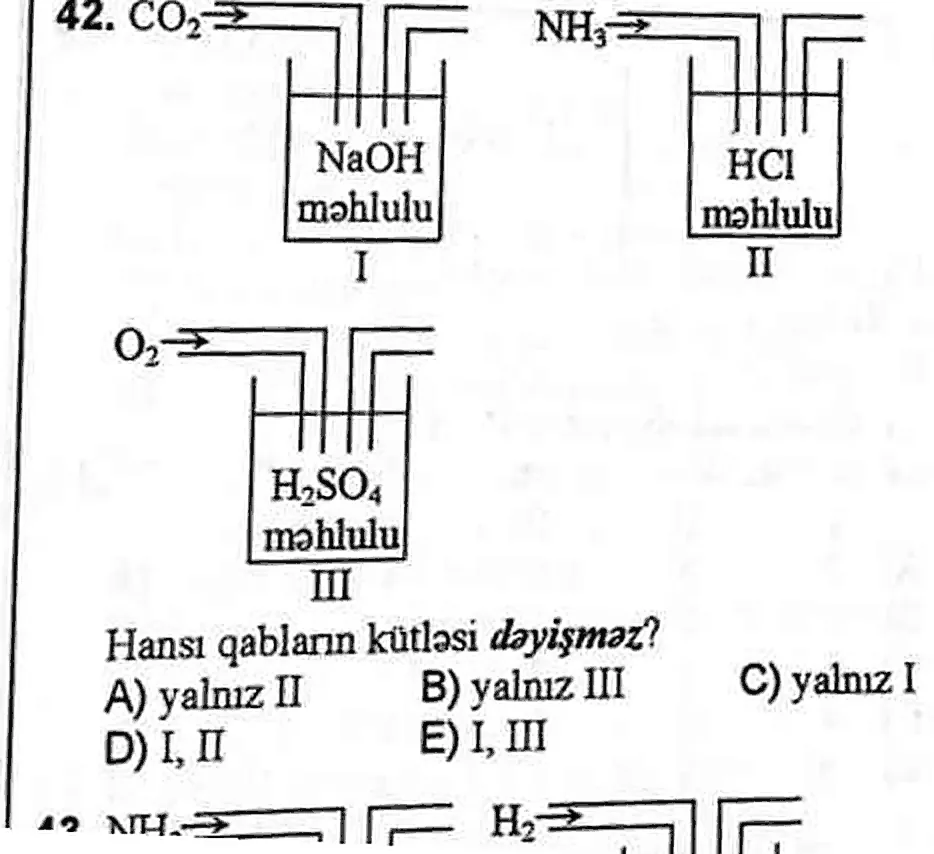 42. CO₂
NH₃
NaOH
məhlulu
I
HCl
məhlulu
II
O₂
H₂SO₄
məhlulu
III
Hansı qabların kütləsi dəyişməz?
A) yalnız II B) yalnız III C) yalnız I
D) I, II E) I, III
H₂